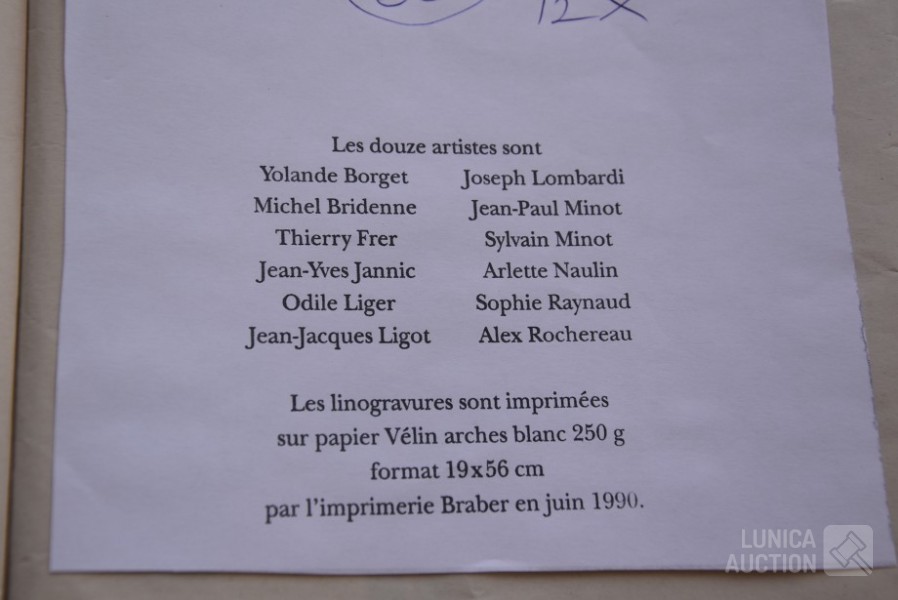 12 X
Les douze artistes sont
Yolande Borget Joseph Lombardi
Michel Bridenne Jean-Paul Minot
Thierry Frer Sylvain Minot
Jean-Yves Jannic Arlette Naulin
Odile Liger Sophie Raynaud
Jean-Jacques Ligot Alex Rochereau
Les linogravures sont imprimées
sur papier Vélin arches blanc 250 g
format 19x56 cm
par l’imprimerie Braber en juin 1990.
LUNICA
AUCTION